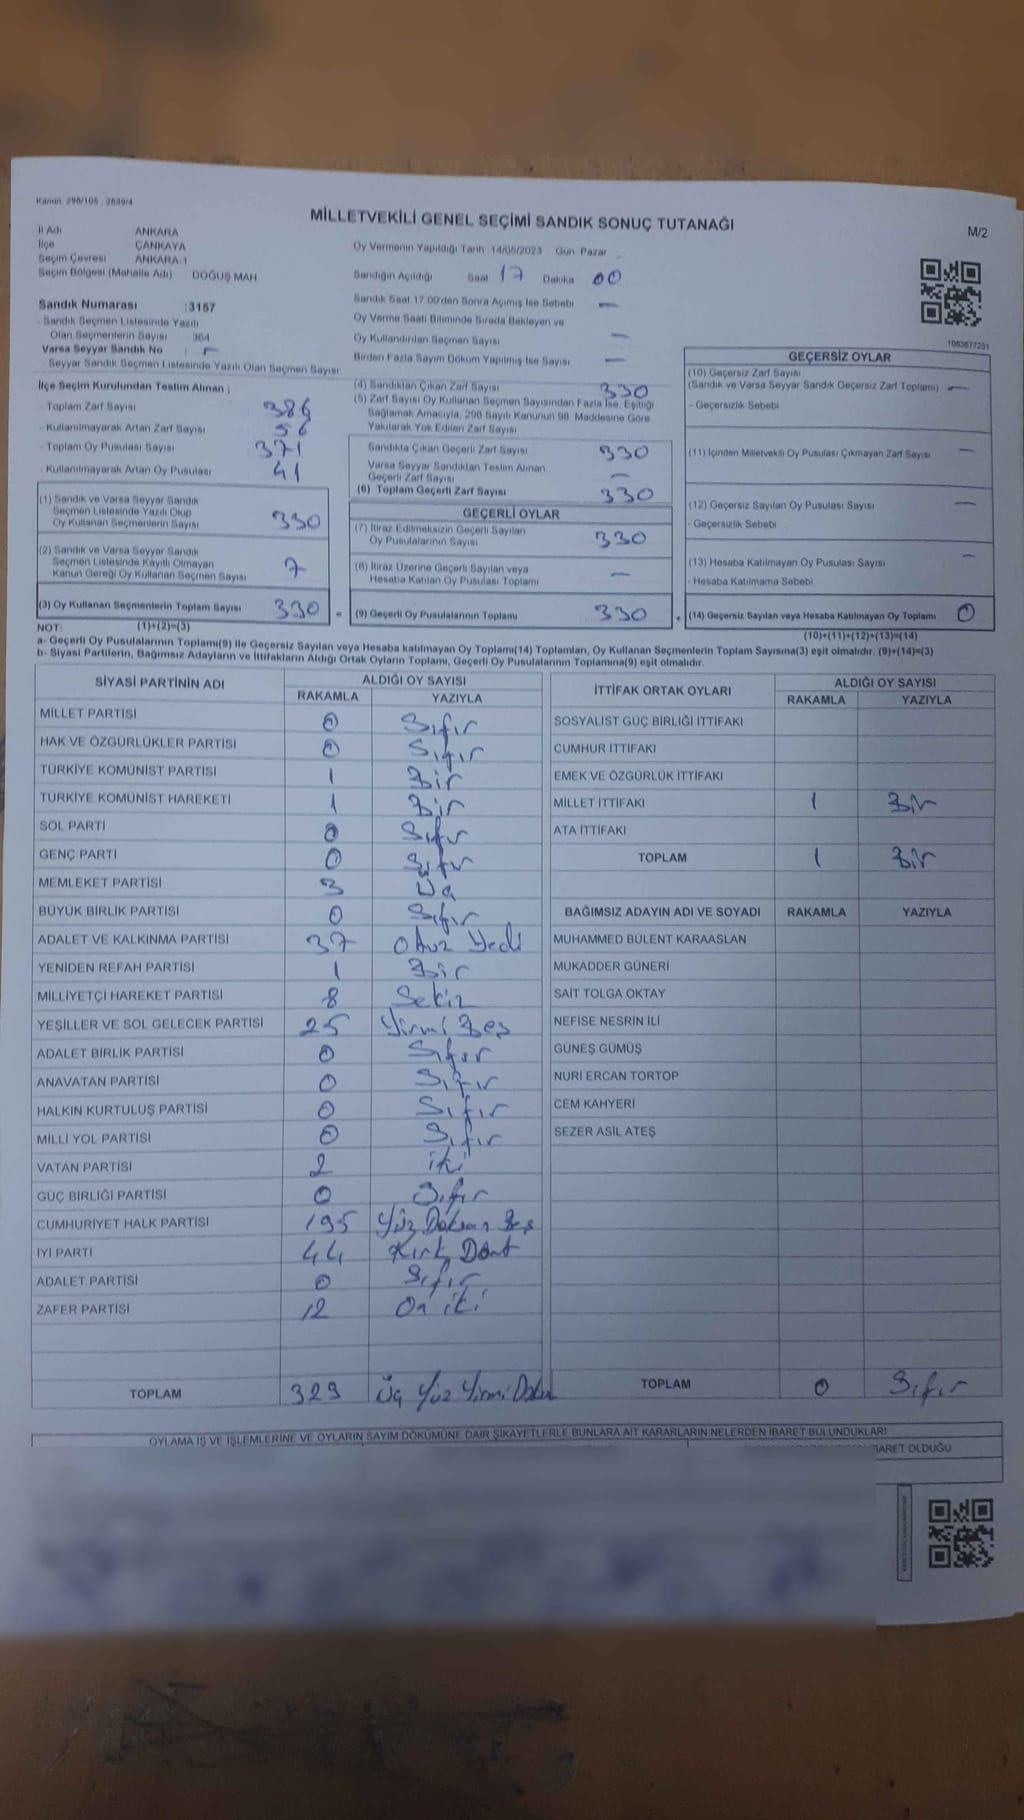 Kanun: 298/105 , 2839/4
MİLLETVEKİLİ GENEL SEÇİMİ SANDIK SONUÇ TUTANAĞI
M/2
İl Adı ANKARA
İlçe ÇANKAYA
Seçim Çevresi ANKARA-1
Seçim Bölgesi (Mahalle Adı) DOĞUŞ MAH
Sandık Numarası :3157
- Sandık Seçmen Listesinde Yazılı
Olan Seçmenlerin Sayısı 364
Varsa Seyyar Sandık No : -
- Seyyar Sandık Seçmen Listesinde Yazılı Olan Seçmen Sayısı
Oy Vermenin Yapıldığı Tarih 14/05/2023 Gün Pazar
Sandığın Açıldığı Saat 17 Dakika 00
Sandık Saat 17.00'den Sonra Açımış İse Sebebi —
Oy Verme Saati Bitiminde Sırada Bekleyen ve
Oy Kullandırılan Seçmen Sayısı —
Birden Fazla Sayım Döküm Yapılmış İse Sayısı —
1083677231
İlçe Seçim Kurulundan Teslim Alınan ;
- Toplam Zarf Sayısı 386
- Kullanılmayarak Artan Zarf Sayısı 56
- Toplam Oy Pusulası Sayısı 371
- Kullanılmayarak Artan Oy Pusulası 41
(1) Sandık ve Varsa Seyyar Sandık
Seçmen Listesinde Yazılı Olup
Oy Kullanan Seçmenlerin Sayısı 330
(2) Sandık ve Varsa Seyyar Sandık
Seçmen Listesinde Kayıtlı Olmayan
Kanun Gereği Oy Kullanan Seçmen Sayısı 7
(3) Oy Kullanan Seçmenlerin Toplam Sayısı 330 =
(1)+(2)=(3)
(4) Sandıktan Çıkan Zarf Sayısı 330
(5) Zarf Sayısı Oy Kullanan Seçmen Sayısından Fazla İse, Eşitliği
Sağlamak Amacıyla, 298 Sayılı Kanunun 98. Maddesine Göre
Yakılarak Yok Edilen Zarf Sayısı
Sandıkta Çıkan Geçerli Zarf Sayısı 330
Varsa Seyyar Sandıktan Teslim Alınan
Geçerli Zarf Sayısı —
(6) Toplam Geçerli Zarf Sayısı 330
GEÇERLİ OYLAR
(7) İtiraz Edilmeksizin Geçerli Sayılan
Oy Pusulalarının Sayısı 330
(8) İtiraz Üzerine Geçerli Sayılan veya
Hesaba Katılan Oy Pusulası Toplamı —
(9) Geçerli Oy Pusulalarının Toplamı 330 +
GEÇERSİZ OYLAR
(10) Geçersiz Zarf Sayısı
(Sandık ve Varsa Seyyar Sandık Geçersiz Zarf Toplamı) —
- Geçersizlik Sebebi
(11) İçinden Milletvekili Oy Pusulası Çıkmayan Zarf Sayısı —
(12) Geçersiz Sayılan Oy Pusulası Sayısı —
- Geçersizlik Sebebi
(13) Hesaba Katılmayan Oy Pusulası Sayısı —
- Hesaba Katılmama Sebebi
(14) Geçersiz Sayılan veya Hesaba Katılmayan Oy Toplamı 0
(10)+(11)+(12)+(13)=(14)
NOT:
a- Geçerli Oy Pusulalarının Toplamı(9) ile Geçersiz Sayılan veya Hesaba katılmayan Oy Toplamı(14) Toplamları, Oy Kullanan Seçmenlerin Toplam Sayısına(3) eşit olmalıdır. (9)+(14)=(3)
b- Siyasi Partilerin, Bağımsız Adayların ve İttifakların Aldığı Ortak Oyların Toplamı, Geçerli Oy Pusulalarının Toplamına(9) eşit olmalıdır.
SİYASİ PARTİNİN ADI ALDIĞI OY SAYISI
RAKAMLA YAZIYLA
MİLLET PARTİSİ 0 Sıfır
HAK VE ÖZGÜRLÜKLER PARTİSİ 0 Sıfır
TÜRKİYE KOMÜNİST PARTİSİ 1 Bir
TÜRKİYE KOMÜNİST HAREKETİ 1 Bir
SOL PARTİ 0 Sıfır
GENÇ PARTİ 0 Sıfır
MEMLEKET PARTİSİ 3 Üç
BÜYÜK BİRLİK PARTİSİ 0 Sıfır
ADALET VE KALKINMA PARTİSİ 37 Otuz Yedi
YENİDEN REFAH PARTİSİ 1 Bir
MİLLİYETÇİ HAREKET PARTİSİ 8 Sekiz
YEŞİLLER VE SOL GELECEK PARTİSİ 25 Yirmi Beş
ADALET BİRLİK PARTİSİ 0 Sıfır
ANAVATAN PARTİSİ 0 Sıfır
HALKIN KURTULUŞ PARTİSİ 0 Sıfır
MİLLİ YOL PARTİSİ 0 Sıfır
VATAN PARTİSİ 2 iki
GÜÇ BİRLİĞİ PARTİSİ 0 Sıfır
CUMHURİYET HALK PARTİSİ 195 Yüz Doksan Beş
İYİ PARTİ 44 Kırk Dört
ADALET PARTİSİ 0 Sıfır
ZAFER PARTİSİ 12 On iki
TOPLAM 329 Üç Yüz Yirmi Dokuz
İTTİFAK ORTAK OYLARI ALDIĞI OY SAYISI
RAKAMLA YAZIYLA
SOSYALİST GÜÇ BİRLİĞİ İTTİFAKI
CUMHUR İTTİFAKI
EMEK VE ÖZGÜRLÜK İTTİFAKI
MİLLET İTTİFAKI 1 Bir
ATA İTTİFAKI
TOPLAM 1 Bir
BAĞIMSIZ ADAYIN ADI VE SOYADI RAKAMLA YAZIYLA
MUHAMMED BÜLENT KARAASLAN
MUKADDER GÜNERİ
SAİT TOLGA OKTAY
NEFİSE NESRİN İLİ
GÜNEŞ GÜMÜŞ
NURİ ERCAN TORTOP
CEM KAHYERİ
SEZER ASİL ATEŞ
TOPLAM 0 Sıfır
OYLAMA İŞ VE İŞLEMLERİNE VE OYLARIN SAYIM DÖKÜMÜNE DAİR ŞİKAYETLERLE BUNLARA AİT KARARLARIN NELERDEN İBARET BULUNDUKLARI
BARET OLDUĞU